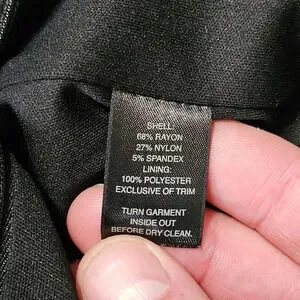 SHELL:
68% RAYON
27% NYLON
5% SPANDEX
LINING:
100% POLYESTER
EXCLUSIVE OF TRIM
TURN GARMENT
INSIDE OUT
BEFORE DRY CLEAN.